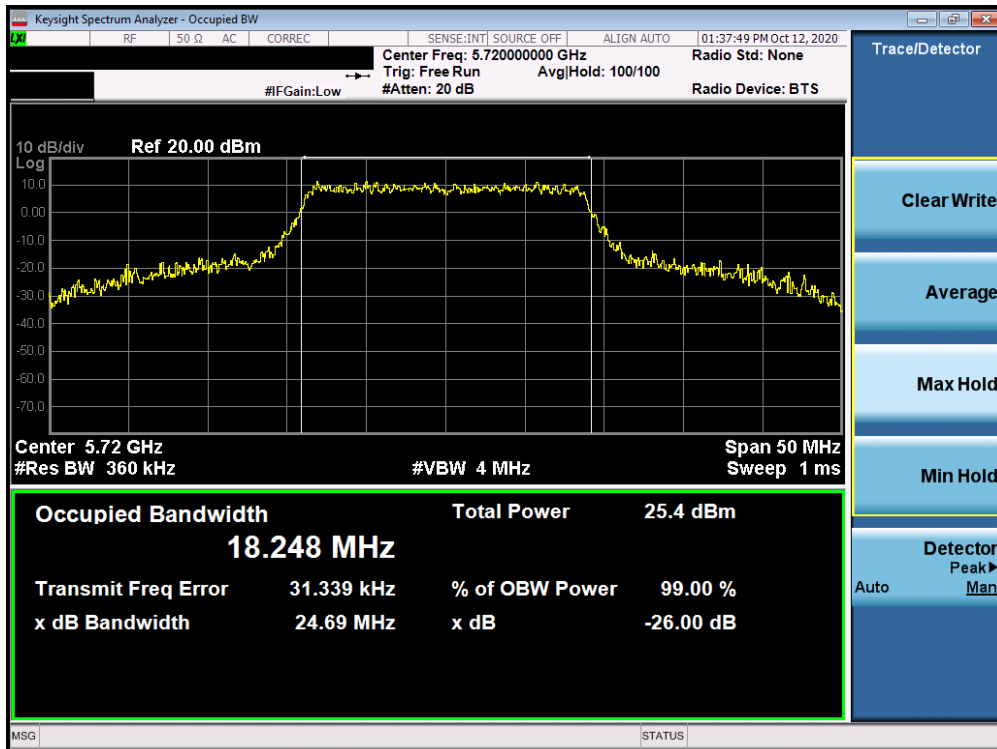 Keysight Spectrum Analyzer - Occupied BW
LXI RF 50 Ω AC CORREC SENSE:INT SOURCE OFF ALIGN AUTO 01:37:49 PM Oct 12, 2020
Center Freq: 5.720000000 GHz Radio Std: None
Trig: Free Run Avg|Hold: 100/100
#IFGain:Low #Atten: 20 dB Radio Device: BTS
10 dB/div Ref 20.00 dBm
Log
10.0
0.00
-10.0
-20.0
-30.0
-40.0
-50.0
-60.0
-70.0
Center 5.72 GHz Span 50 MHz
#Res BW 360 kHz #VBW 4 MHz Sweep 1 ms
Occupied Bandwidth Total Power 25.4 dBm
18.248 MHz
Transmit Freq Error 31.339 kHz % of OBW Power 99.00 %
x dB Bandwidth 24.69 MHz x dB -26.00 dB
Trace/Detector
Clear Write
Average
Max Hold
Min Hold
Detector
Peak▶
Auto Man
MSG STATUS